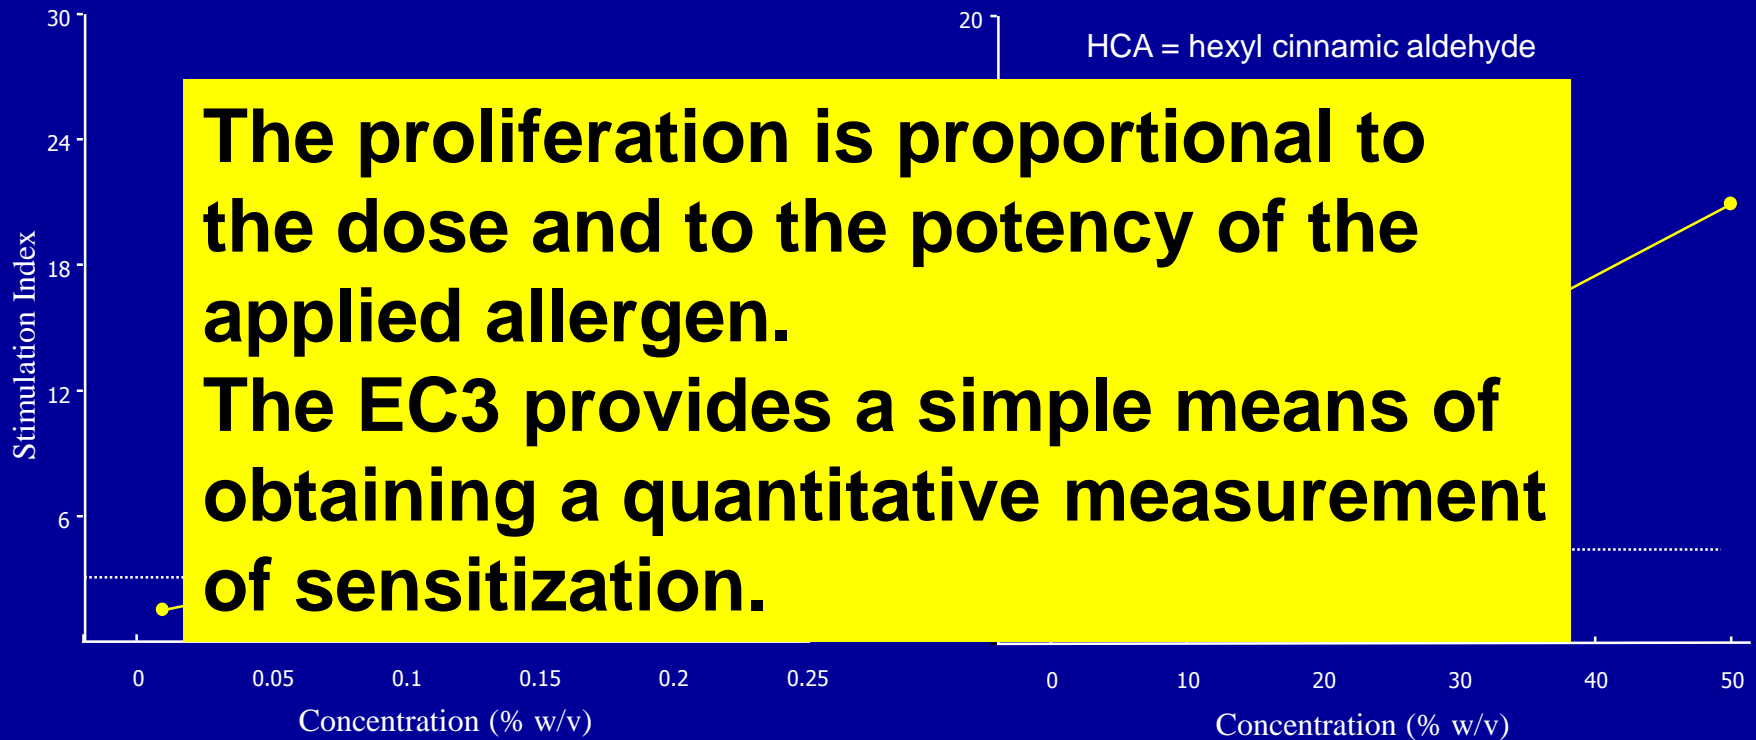 30
24
18
12
6
Stimulation Index
0 0.05 0.1 0.15 0.2 0.25
Concentration (% w/v)
20
HCA = hexyl cinnamic aldehyde
0 10 20 30 40 50
Concentration (% w/v)
The proliferation is proportional to
the dose and to the potency of the
applied allergen.
The EC3 provides a simple means of
obtaining a quantitative measurement
of sensitization.